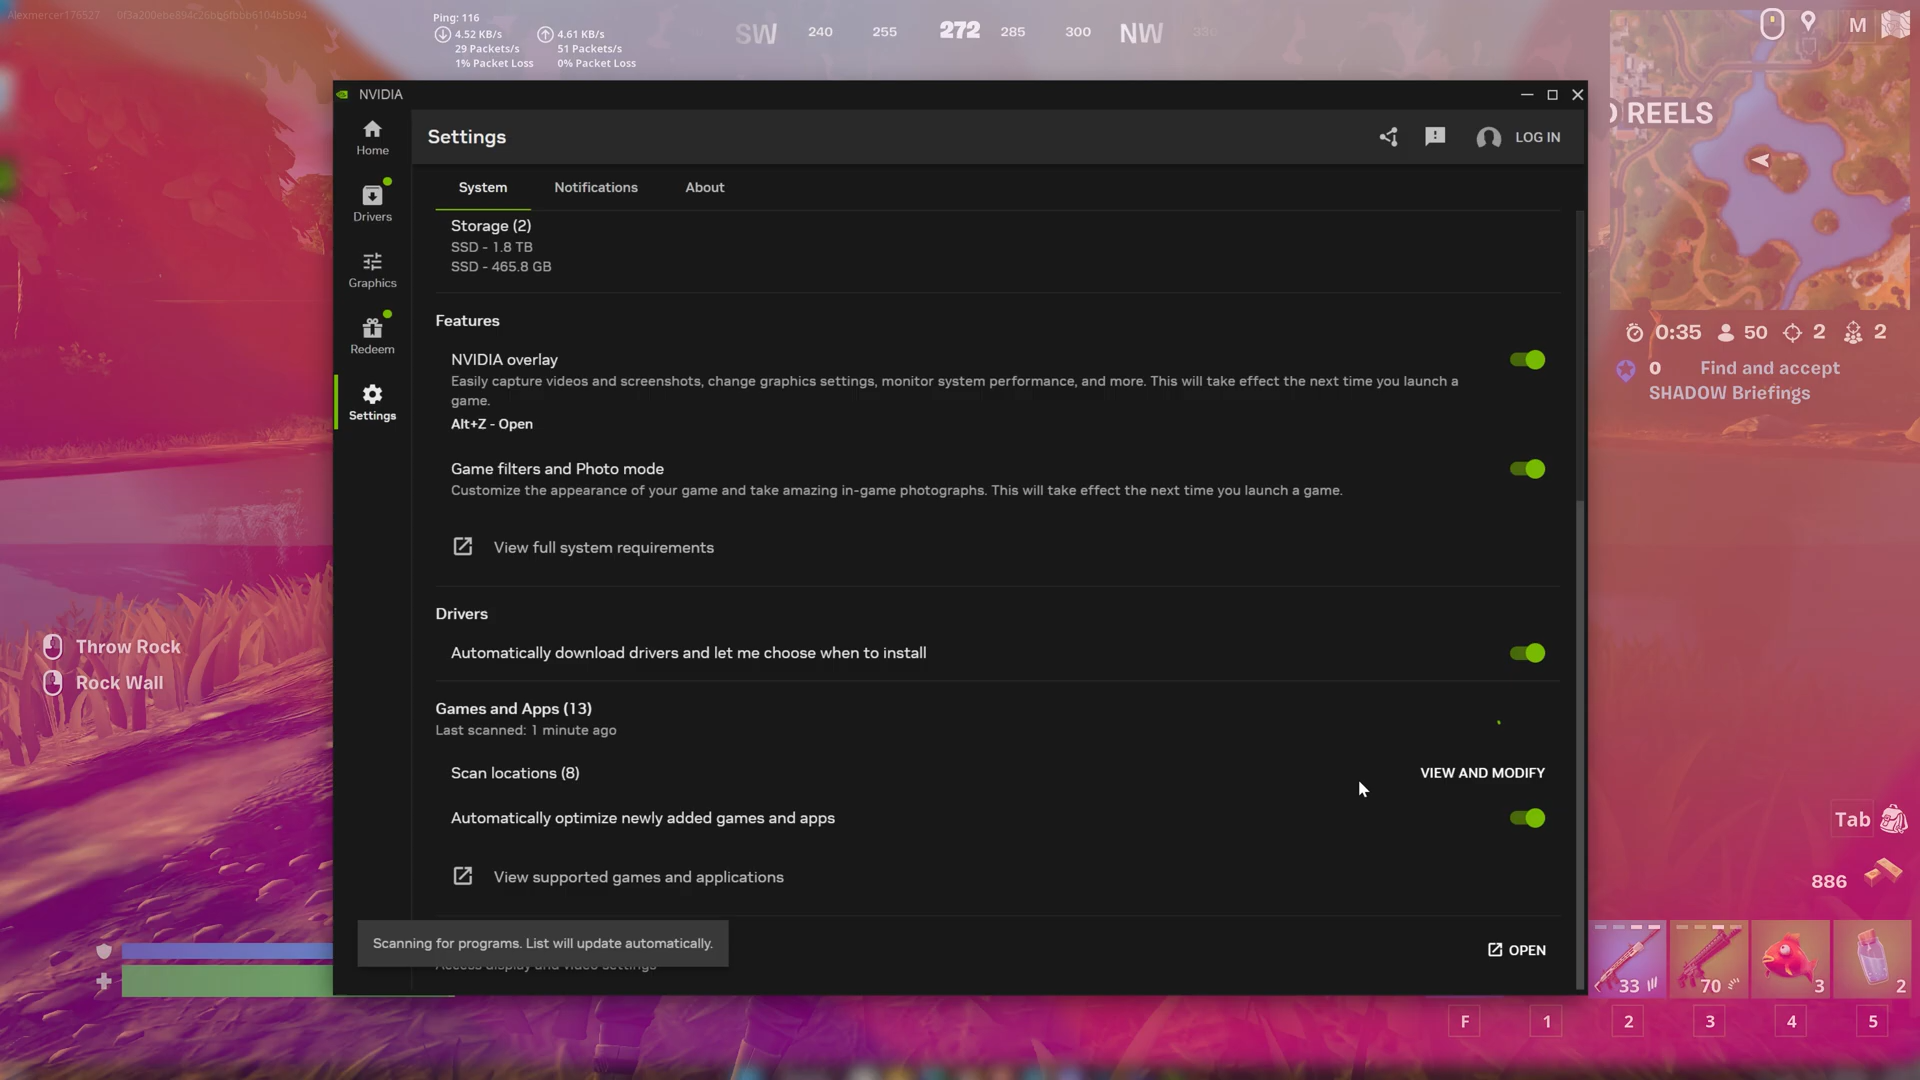 Alexmercer176527
Ping: 116
4.52 KB/s
4.61 KB/s
29 Packets/s
51 Packets/s
1% Packet Loss
0% Packet Loss
SW 240 255 272 285 300 NW 330
M
REELS
0:35 50 2 2
0 Find and accept
SHADOW Briefings
NVIDIA
Home
Drivers
Graphics
Redeem
Settings
Settings
LOG IN
System Notifications About
Storage (2)
SSD - 1.8 TB
SSD - 465.8 GB
Features
NVIDIA overlay
Easily capture videos and screenshots, change graphics settings, monitor system performance, and more. This will take effect the next time you launch a
game.
Alt+Z - Open
Game filters and Photo mode
Customize the appearance of your game and take amazing in-game photographs. This will take effect the next time you launch a game.
View full system requirements
Drivers
Automatically download drivers and let me choose when to install
Games and Apps (13)
Last scanned: 1 minute ago
Scan locations (8)
VIEW AND MODIFY
Automatically optimize newly added games and apps
View supported games and applications
Scanning for programs. List will update automatically.
Access display and video settings
OPEN
Throw Rock
Rock Wall
Tab
886
33 70 3 2
F 1 2 3 4 5